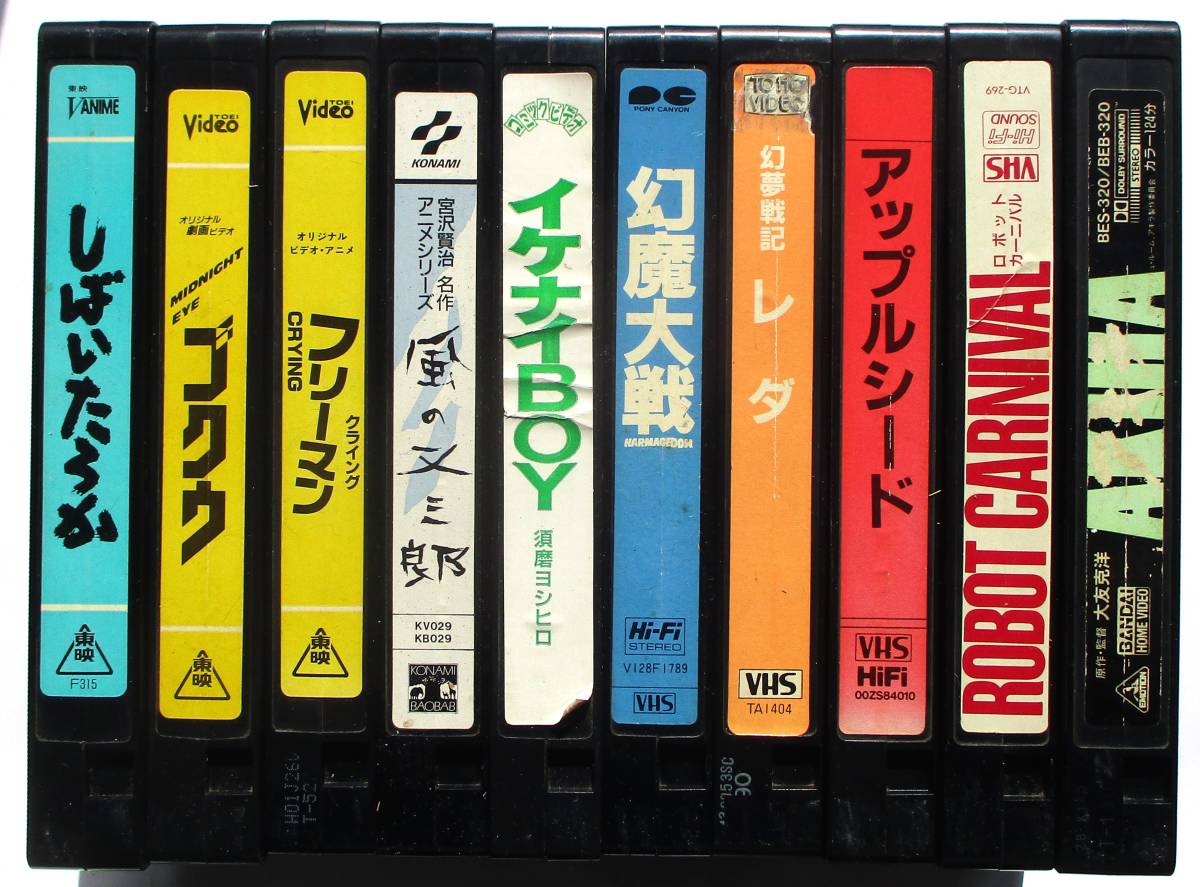 東映
VANIME
しばいたろか
東映
F315
TOEI
Video
オリジナル
劇画ビデオ
MIDNIGHT
EYE
ゴクウ
東映
TOEI
Video
オリジナル
ビデオ・アニメ
CRYING
フリーマン
クライング
東映
H01J26
T-52
KONAMI
宮沢賢治 名作
アニメシリーズ
風の又三郎
KV029
KB029
KONAMI
BAOBAB
コミックビデオ
イケナイBOY
須磨ヨシヒロ
PONY CANYON
幻魔大戦
HARMAGEDON
Hi-Fi
STEREO
V128F1789
VHS
TOHO
VIDEO
幻夢戦記
レダ
VHS
TA1404
053SC
90
アップルシード
VHS
HiFi
00ZS84010
VTG-269
Hi-Fi
SOUND
VHS
ロボット
カーニバル
ROBOT CARNIVAL
BES-320/BEB-320
DOLBY SURROUND
STEREO
カラー124分
AKIRA
原作・監督 大友克洋
BANDAI
HOME VIDEO
EMOTION
T-1